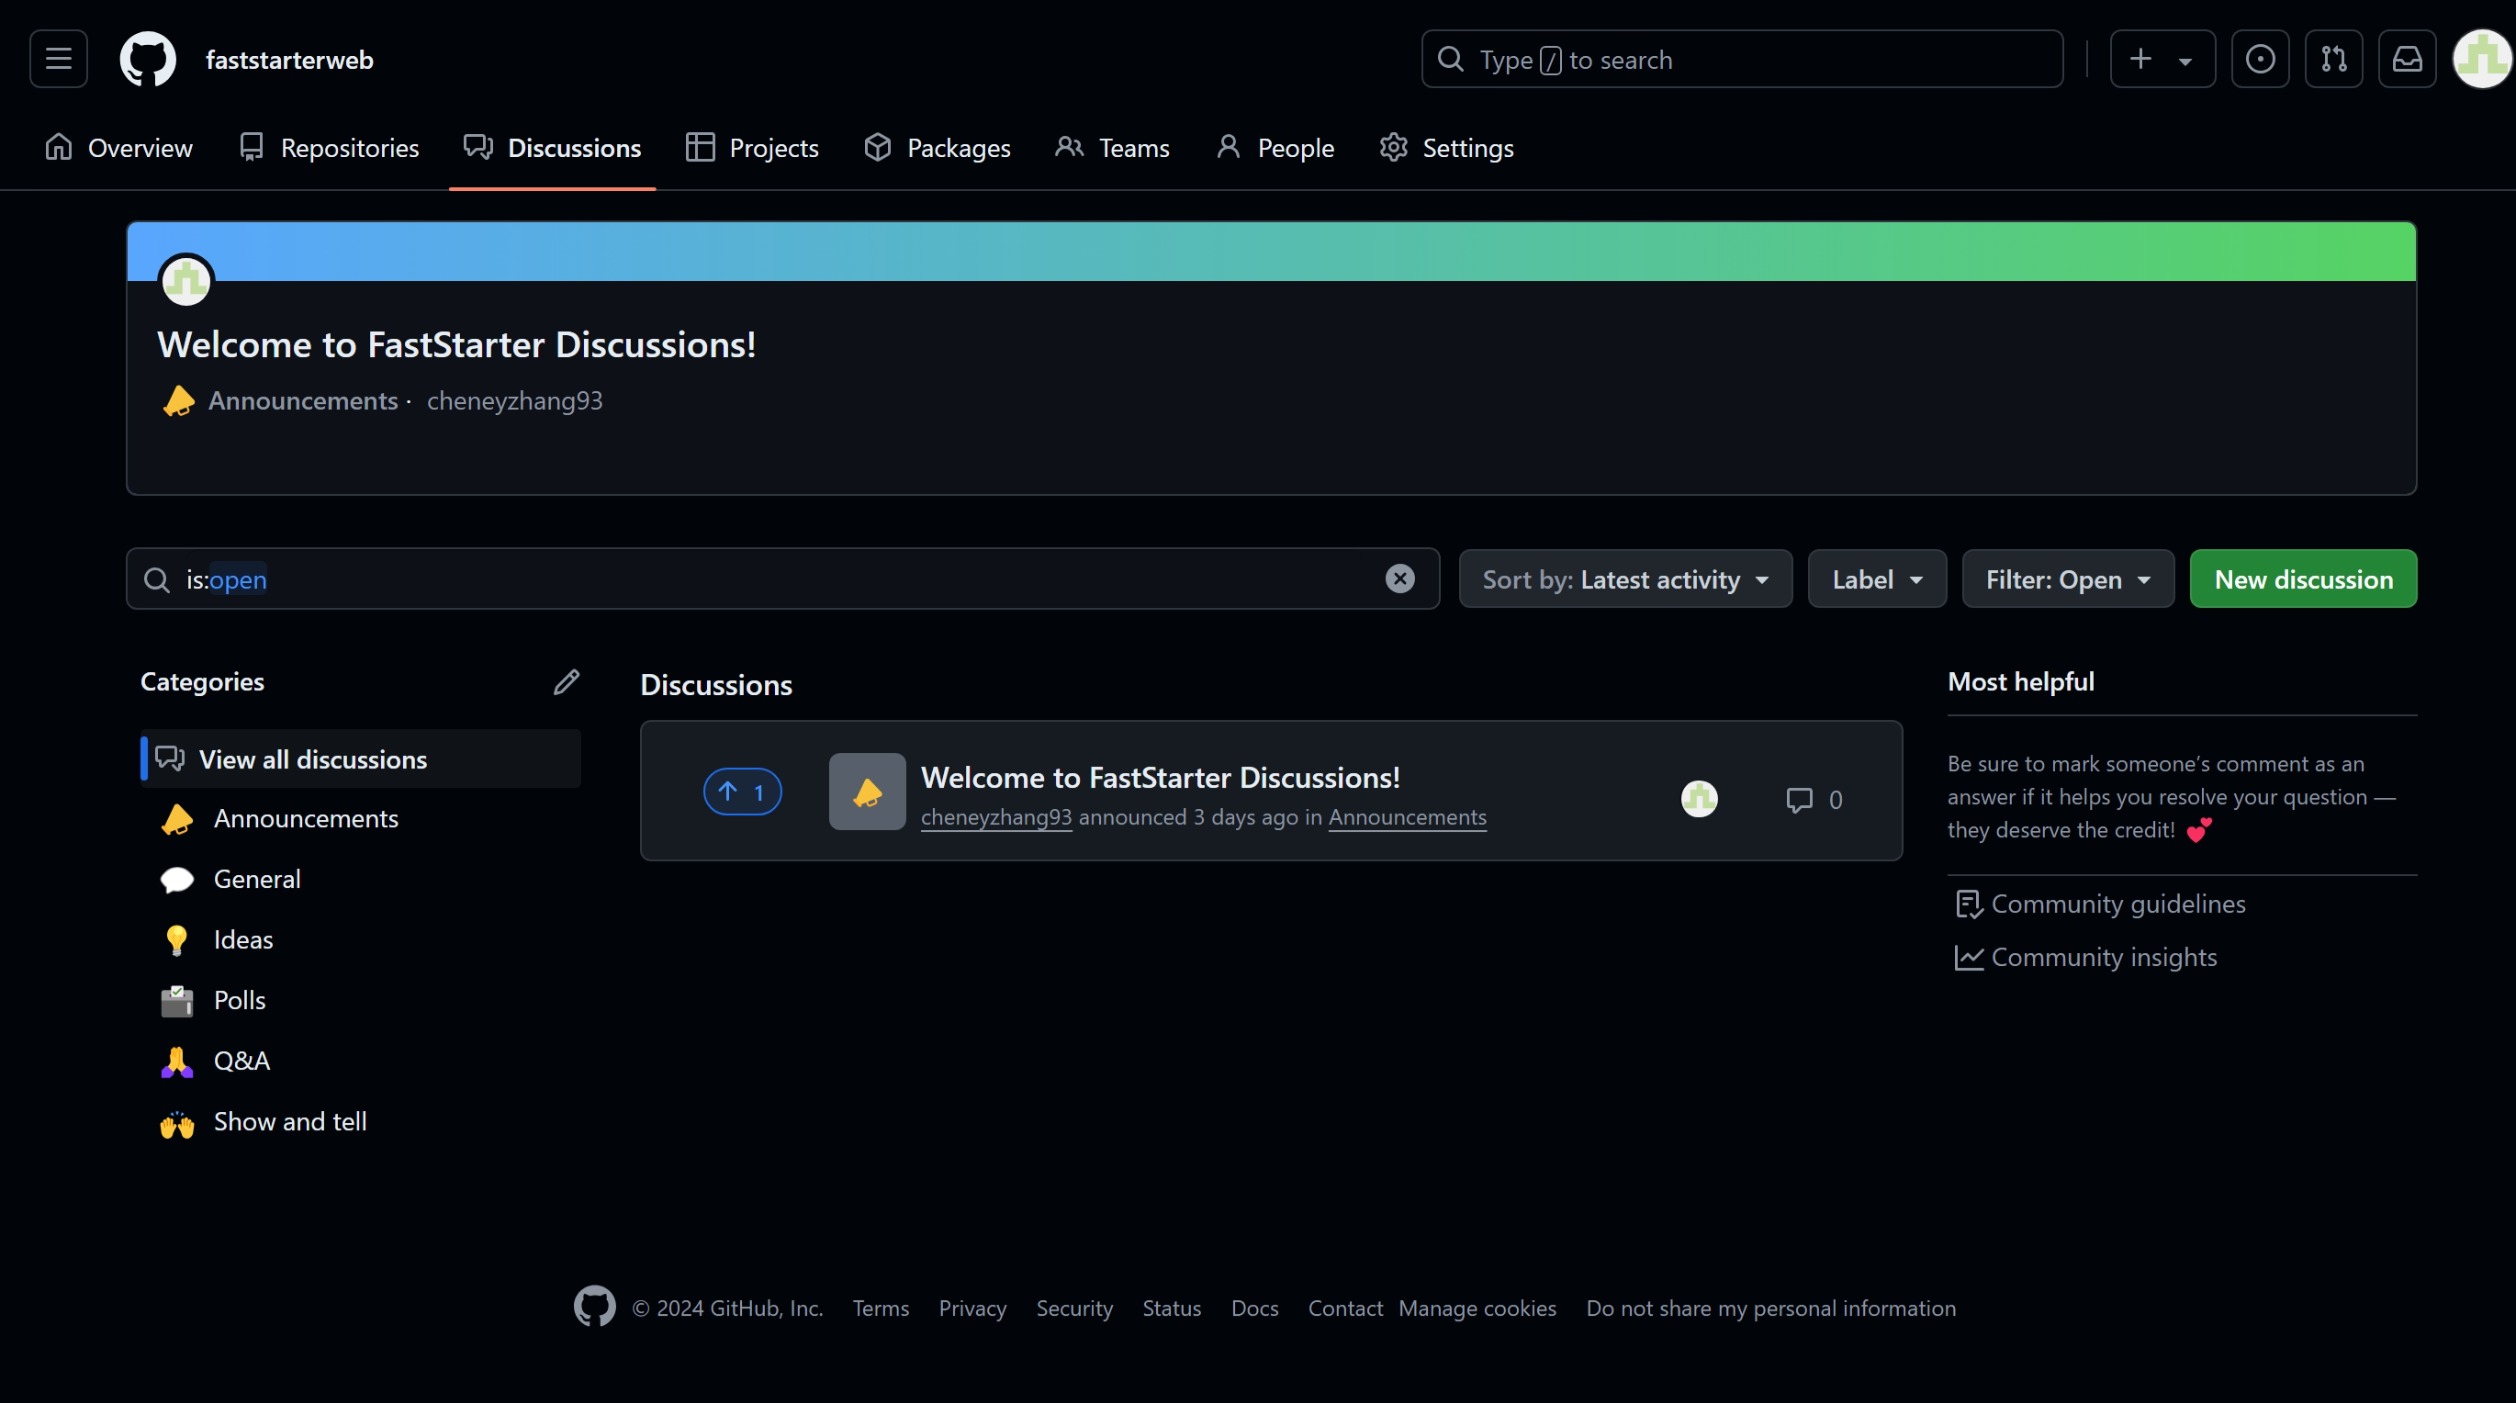 faststarterweb
Type / to search
Overview
Repositories
Discussions
Projects
Packages
Teams
People
Settings
Welcome to FastStarter Discussions!
Announcements · cheneyzhang93
is:open
Sort by: Latest activity
Label
Filter: Open
New discussion
Categories
View all discussions
Announcements
General
Ideas
Polls
Q&A
Show and tell
Discussions
1
Welcome to FastStarter Discussions!
cheneyzhang93 announced 3 days ago in Announcements
0
Most helpful
Be sure to mark someone’s comment as an
answer if it helps you resolve your question —
they deserve the credit! 💕
Community guidelines
Community insights
© 2024 GitHub, Inc.
Terms
Privacy
Security
Status
Docs
Contact
Manage cookies
Do not share my personal information